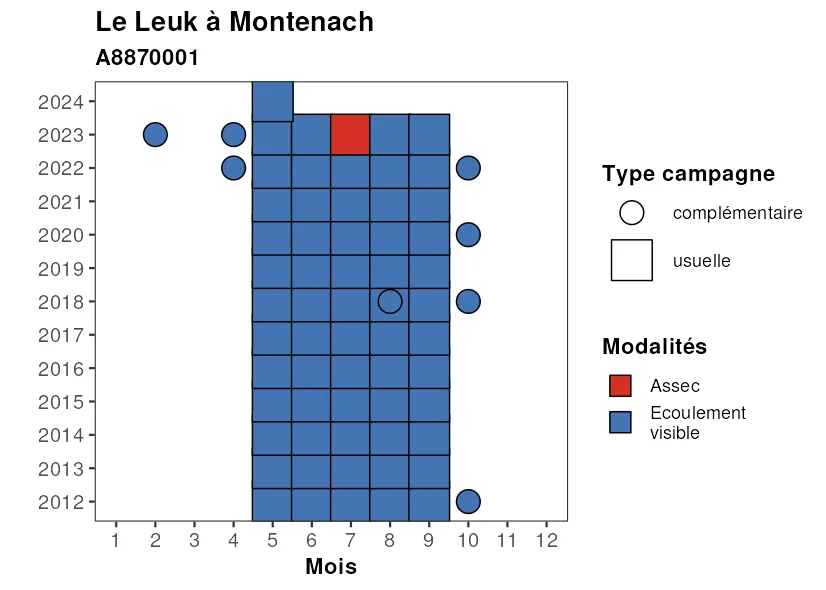 Le Leuk à Montenach
A8870001
2024
2023
2022
2021
2020
2019
2018
2017
2016
2015
2014
2013
2012
1 2 3 4 5 6 7 8 9 10 11 12
Mois
Type campagne
complémentaire
usuelle
Modalités
Assec
Ecoulement
visible